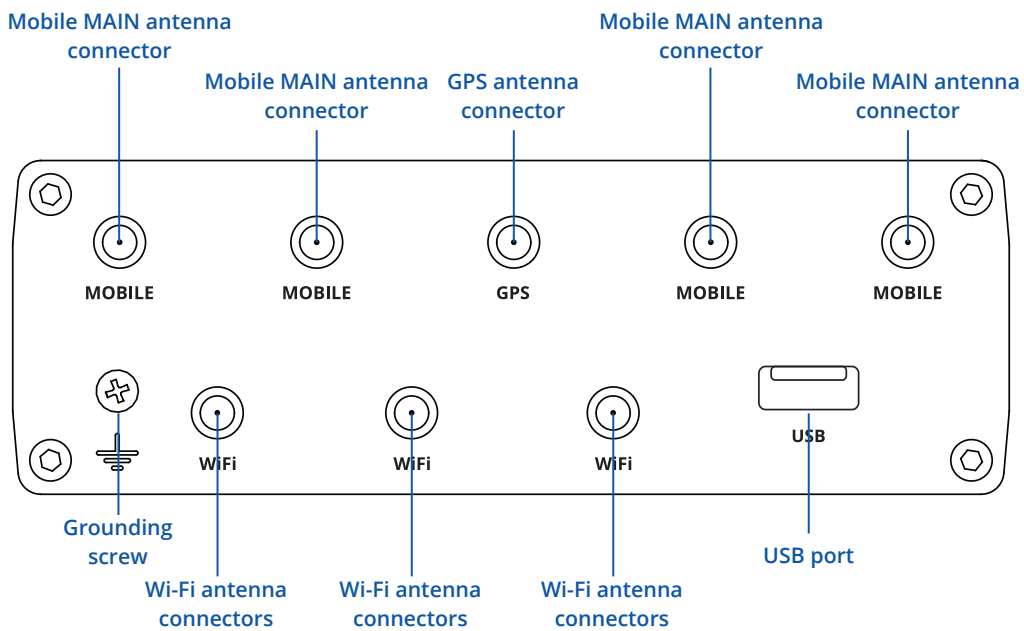 Mobile MAIN antenna
connector
Mobile MAIN antenna
connector
GPS antenna
connector
Mobile MAIN antenna
connector
Mobile MAIN antenna
connector
MOBILE
MOBILE
GPS
MOBILE
MOBILE
WiFi
WiFi
WiFi
USB
Grounding
screw
Wi-Fi antenna
connectors
Wi-Fi antenna
connectors
Wi-Fi antenna
connectors
USB port